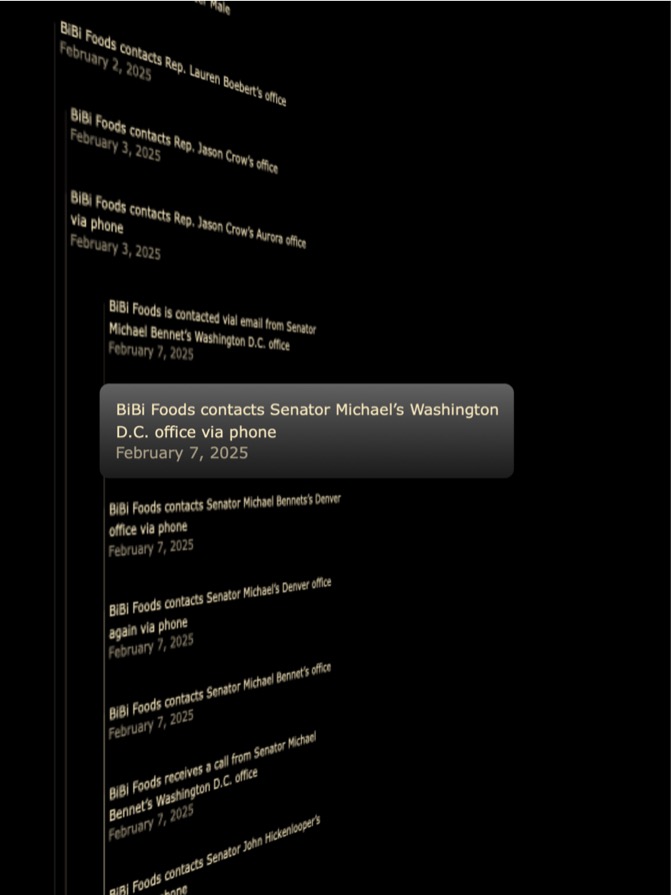 Male
BiBi Foods contacts Rep. Lauren Boebert's office
February 2, 2025
BiBi Foods contacts Rep. Jason Crow's office
February 3, 2025
BiBi Foods contacts Rep. Jason Crow's Aurora office
via phone
February 3, 2025
BiBi Foods is contacted vial email from Senator
Michael Bennet's Washington D.C. office
February 7, 2025
BiBi Foods contacts Senator Michael’s Washington
D.C. office via phone
February 7, 2025
BiBi Foods contacts Senator Michael Bennets's Denver
office via phone
February 7, 2025
BiBi Foods contacts Senator Michael's Denver office
again via phone
February 7, 2025
BiBi Foods contacts Senator Michael Bennet's office
February 7, 2025
BiBi Foods receives a call from Senator Michael
Bennet's Washington D.C. office
February 7, 2025
BiBi Foods contacts Senator John Hickenlooper's